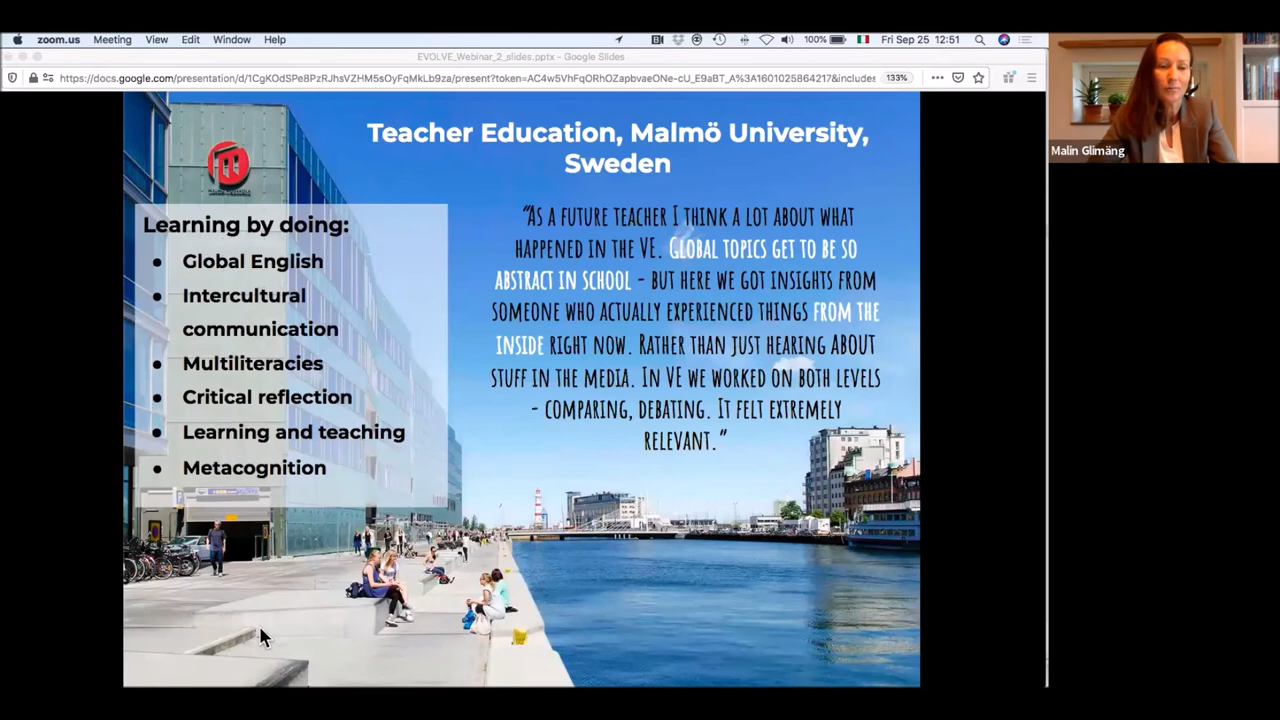 zoom.us Meeting View Edit Window Help
100% Fri Sep 25 12:51
EVOLVE_Webinar_2_slides.pptx - Google Slides
https://docs.google.com/presentation/d/1CgKOdSPe8PzRJhsVZHM5sOyFqMkLb9za/present?token=AC4w5VhFqORhOZapbvaeONe-cU_E9aBT_A%3A1601025864217&includes
133%
Malin Glimäng
Teacher Education, Malmö University,
Sweden
Learning by doing:
● Global English
● Intercultural
communication
● Multiliteracies
● Critical reflection
● Learning and teaching
● Metacognition
“As a future teacher I think a lot about what
happened in the VE. Global topics get to be so
abstract in school - but here we got insights from
someone who actually experienced things from the
inside right now. Rather than just hearing ABOUT
stuff in the media. In VE we worked on both levels
- comparing, debating. It felt extremely
relevant.”